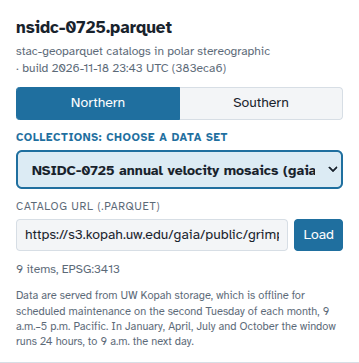 nsidc-0725.parquet
stac-geoparquet catalogs in polar stereographic
· build 2026-11-18 23:43 UTC (383eca6)
Northern
Southern
COLLECTIONS: CHOOSE A DATA SET
NSIDC-0725 annual velocity mosaics (gaia
CATALOG URL (.PARQUET)
https://s3.kopah.uw.edu/gaia/public/grimp
Load
9 items, EPSG:3413
Data are served from UW Kopah storage, which is offline for
scheduled maintenance on the second Tuesday of each month, 9
a.m.–5 p.m. Pacific. In January, April, July and October the window
runs 24 hours, to 9 a.m. the next day.